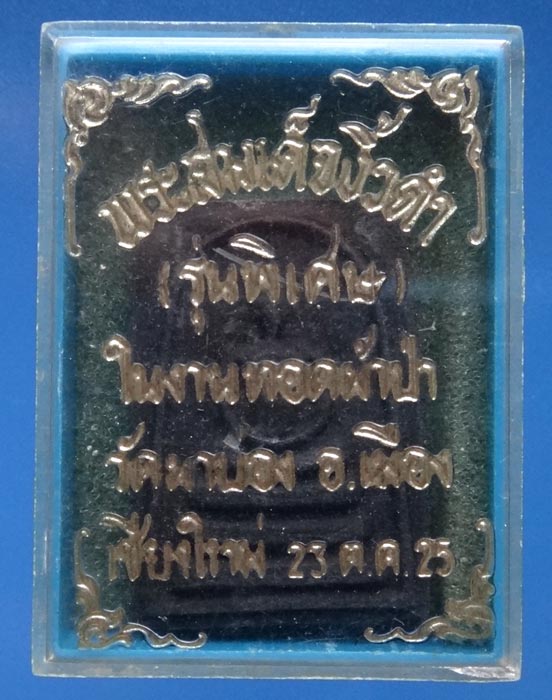 พระสมเด็จงิ้วดำ
(รุ่นพิเศษ)
ในงานทอดผ้าป่า
วัดนาบ่อง อ.เมือง
เชียงใหม่ 23 ต.ค. 25